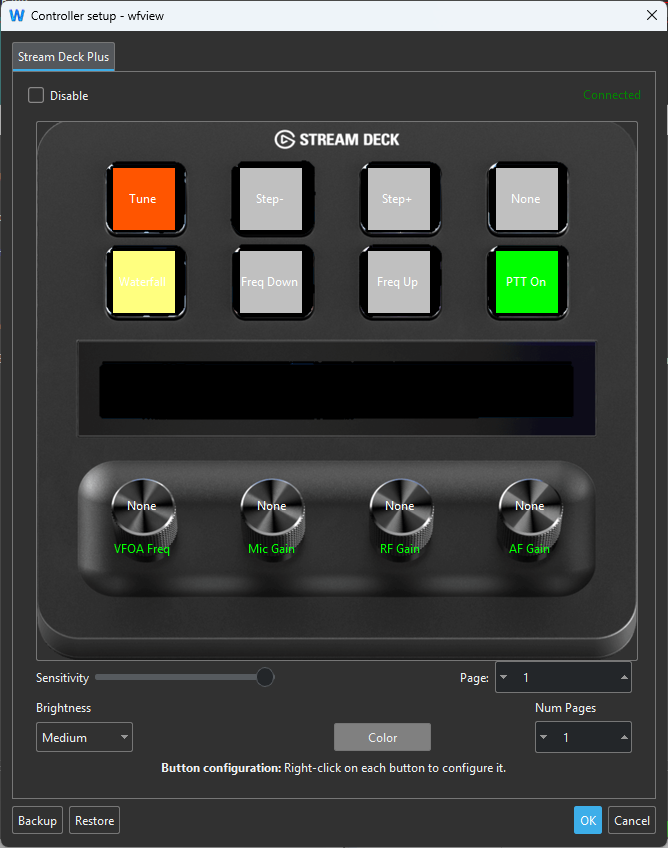 W Controller setup - wfview
Stream Deck Plus
Disable
Connected
STREAM DECK
Tune
Step-
Step+
None
Waterfall
Freq Down
Freq Up
PTT On
None
None
None
None
VFOA Freq
Mic Gain
RF Gain
AF Gain
Sensitivity
Page: 1
Brightness
Num Pages
Medium
Color
1
Button configuration: Right-click on each button to configure it.
Backup
Restore
OK
Cancel